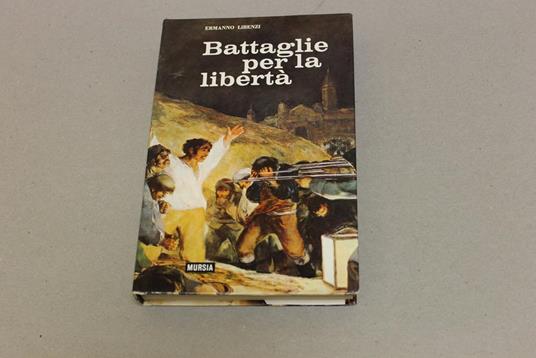 ERMANNO LIBENZI
Battaglie
per la
libertà
MURSIA